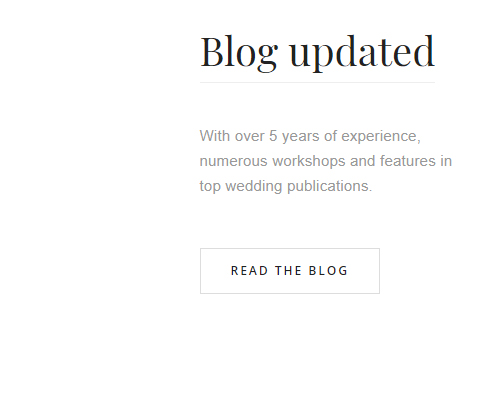 Blog updated
With over 5 years of experience,
numerous workshops and features in
top wedding publications.
READ THE BLOG